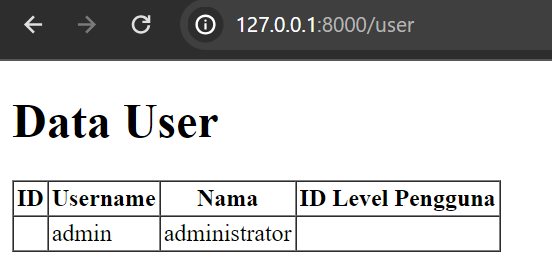 127.0.0.1:8000/user
Data User
ID Username Nama ID Level Pengguna
admin administrator